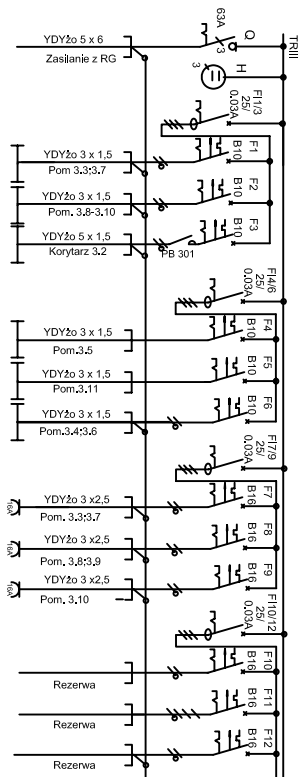 TRIII
63A
Q
3
YDYżo 5 x 6
Zasilanie z RG
3
H
FI1/3
25/
0.03A
F1
B10
YDYżo 3 x 1,5
Pom 3.3;3.7
F2
B10
YDYżo 3 x 1,5
Pom. 3.8-3.10
F3
B10
YDYżo 5 x 1,5
Korytarz 3.2
PB 301
FI4/6
25/
0.03A
F4
B10
YDYżo 3 x 1,5
Pom.3.5
F5
B10
YDYżo 3 x 1,5
Pom.3.11
F6
B10
YDYżo 3 x 1,5
Pom.3.4;3.6
FI7/9
25/
0.03A
F7
B16
YDYżo 3 x2,5
Pom. 3.3;3.7
16A
F8
B16
YDYżo 3 x2,5
Pom. 3.8;3.9
16A
F9
B16
YDYżo 3 x2,5
Pom. 3.10
16A
FI10/12
25/
0.03A
F10
B16
Rezerwa
F11
B16
Rezerwa
F12
B16
Rezerwa